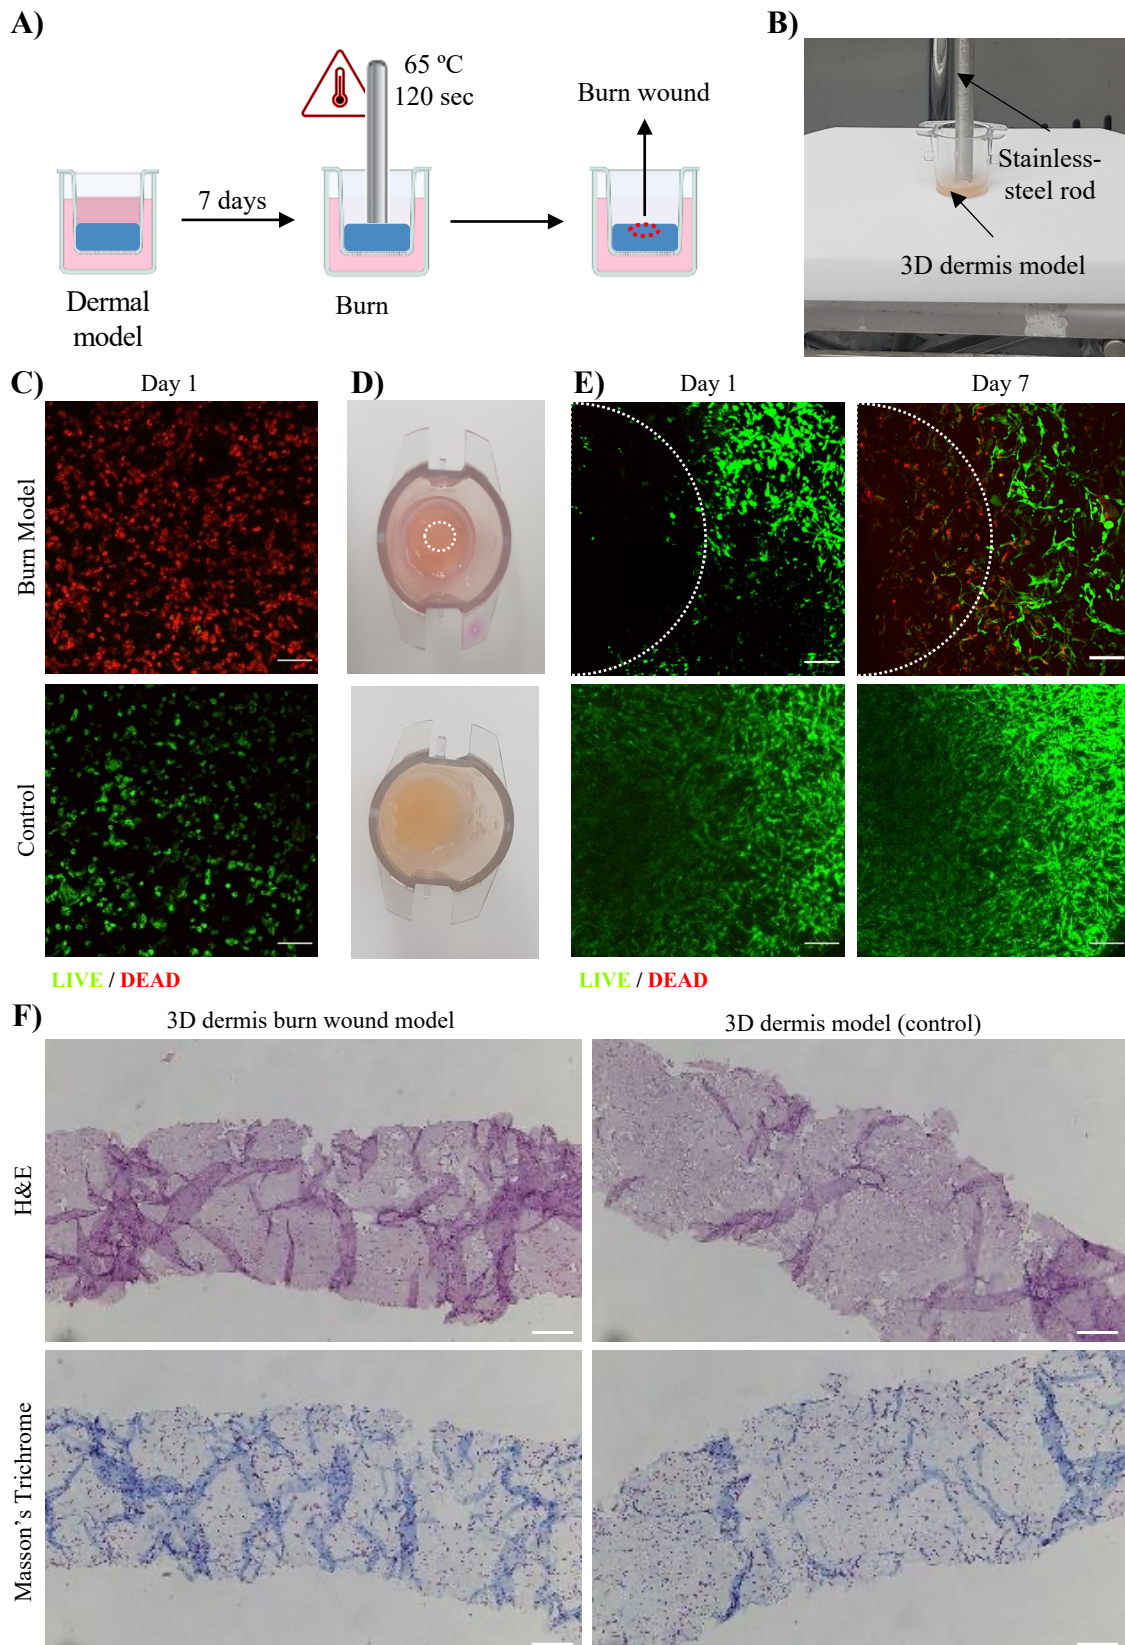 A)
65 ºC
120 sec
7 days
Burn wound
Dermal
model
Burn
B)
Stainless-
steel rod
3D dermis model
C)
Day 1
D)
E)
Day 1
Day 7
Burn Model
Control
LIVE / DEAD
LIVE / DEAD
F)
3D dermis burn wound model
3D dermis model (control)
H&E
Masson's Trichrome